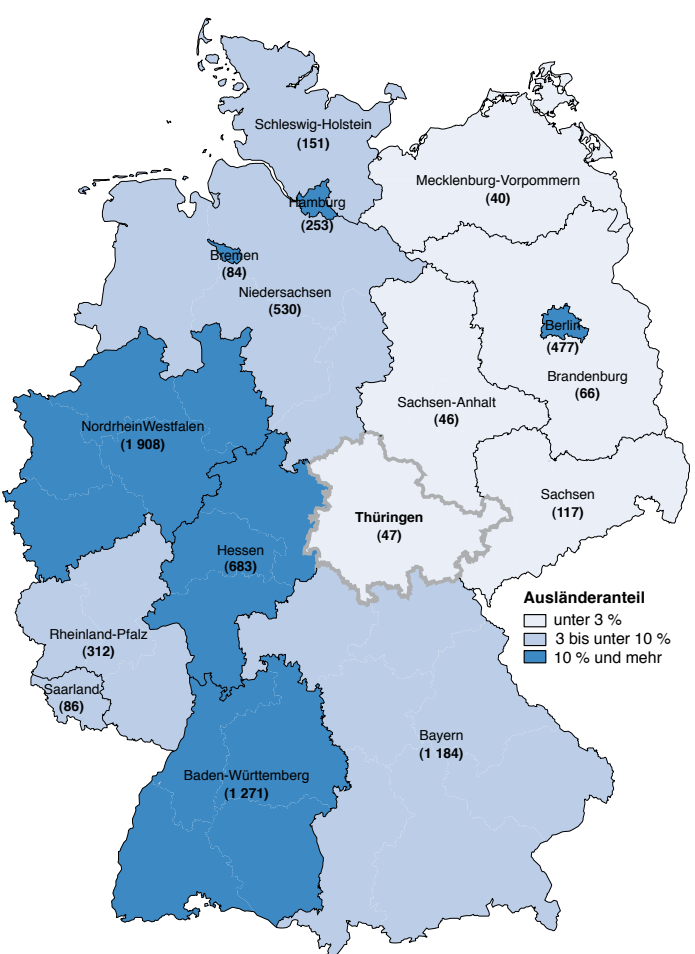 Schleswig-Holstein
(151)
Mecklenburg-Vorpommern
(40)
Hamburg
(253)
Bremen
(84)
Niedersachsen
(530)
Berlin
(477)
Brandenburg
(66)
Sachsen-Anhalt
(46)
NordrheinWestfalen
(1 908)
Sachsen
(117)
Thüringen
(47)
Hessen
(683)
Ausländeranteil
unter 3 %
3 bis unter 10 %
10 % und mehr
Rheinland-Pfalz
(312)
Saarland
(86)
Bayern
(1 184)
Baden-Württemberg
(1 271)